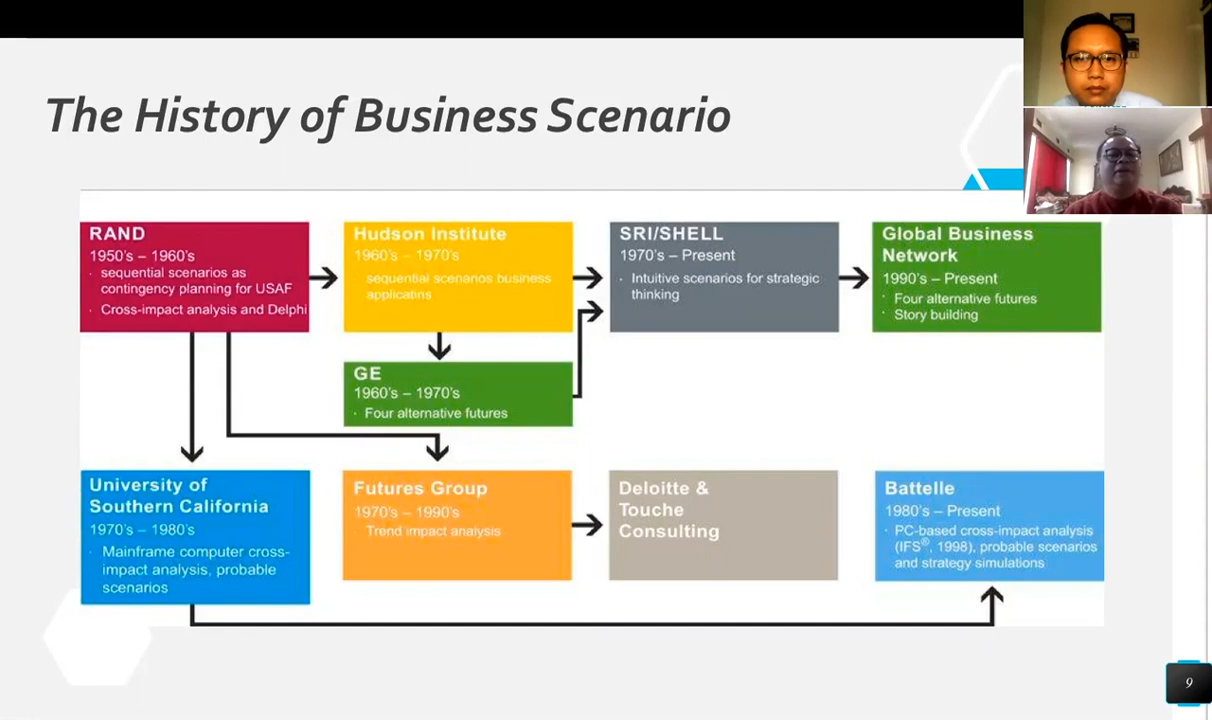 The History of Business Scenario
RAND
1950's – 1960's
· sequential scenarios as
contingency planning for USAF
· Cross-impact analysis and Delphi
Hudson Institute
1960's – 1970's
· sequential scenarios business
applicatins
SRI/SHELL
1970's – Present
· Intuitive scenarios for strategic
thinking
Global Business
Network
1990's – Present
· Four alternative futures
· Story building
GE
1960's – 1970's
· Four alternative futures
University of
Southern California
1970's – 1980's
· Mainframe computer cross-
impact analysis, probable
scenarios
Futures Group
1970's – 1990's
· Trend impact analysis
Deloitte &
Touche
Consulting
Battelle
1980's – Present
· PC-based cross-impact analysis
(IFS®, 1998), probable scenarios
and strategy simulations
9